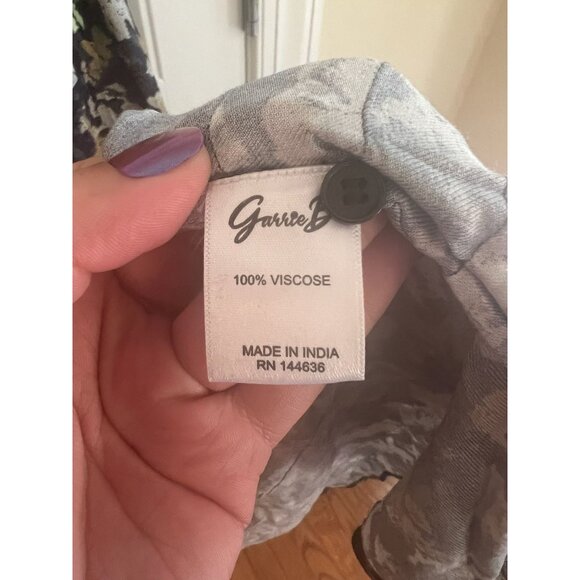 Garrie B
100% VISCOSE
MADE IN INDIA
RN 144636